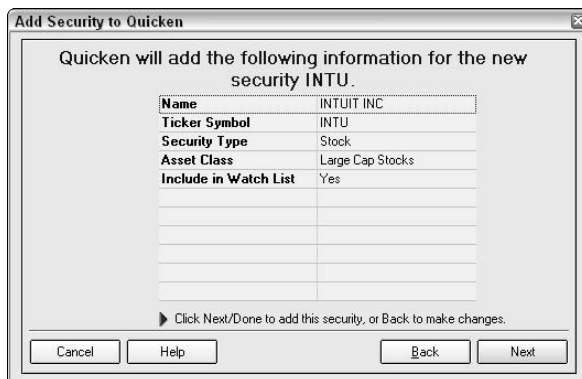 Add Security to Quicken
Quicken will add the following information for the new
security INTU.
Name INTUIT INC
Ticker Symbol INTU
Security Type Stock
Asset Class Large Cap Stocks
Include in Watch List Yes
Click Next/Done to add this security, or Back to make changes.
Cancel Help Back Next